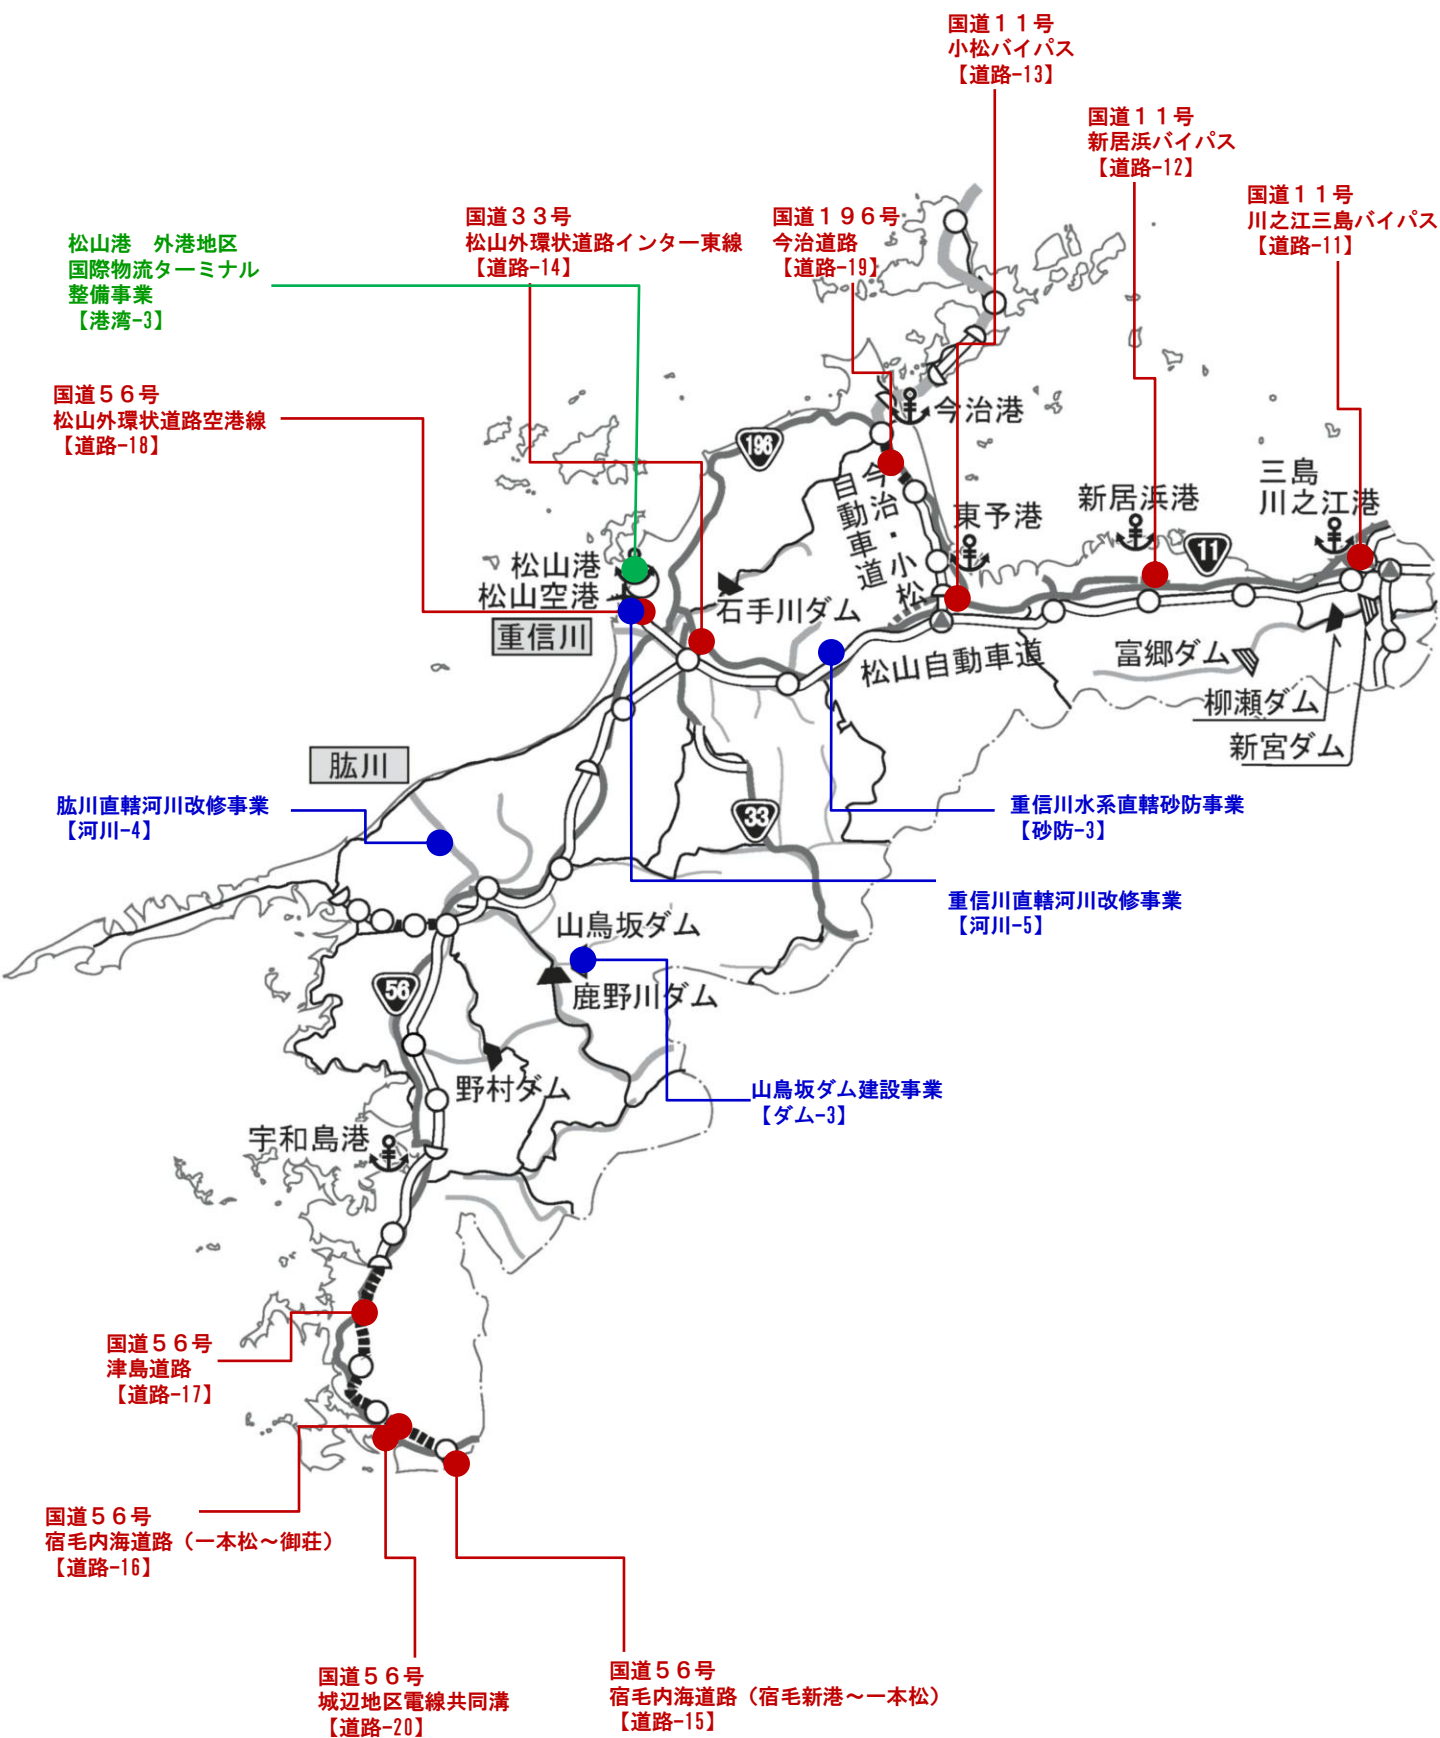 国道１１号
小松バイパス
【道路-13】
国道１１号
新居浜バイパス
【道路-12】
国道１１号
川之江三島バイパス
【道路-11】
国道３３号
松山外環状道路インター東線
【道路-14】
国道１９６号
今治道路
【道路-19】
松山港　外港地区
国際物流ターミナル
整備事業
【港湾-3】
国道５６号
松山外環状道路空港線
【道路-18】
196
今治港
今治・小松
自動車道
東予港
新居浜港
三島
川之江港
11
松山港
松山空港
重信川
石手川ダム
松山自動車道
富郷ダム
柳瀬ダム
新宮ダム
肱川
33
肱川直轄河川改修事業
【河川-4】
重信川水系直轄砂防事業
【砂防-3】
重信川直轄河川改修事業
【河川-5】
山鳥坂ダム
鹿野川ダム
56
野村ダム
山鳥坂ダム建設事業
【ダム-3】
宇和島港
国道５６号
津島道路
【道路-17】
国道５６号
宿毛内海道路（一本松～御荘）
【道路-16】
国道５６号
城辺地区電線共同溝
【道路-20】
国道５６号
宿毛内海道路（宿毛新港～一本松）
【道路-15】